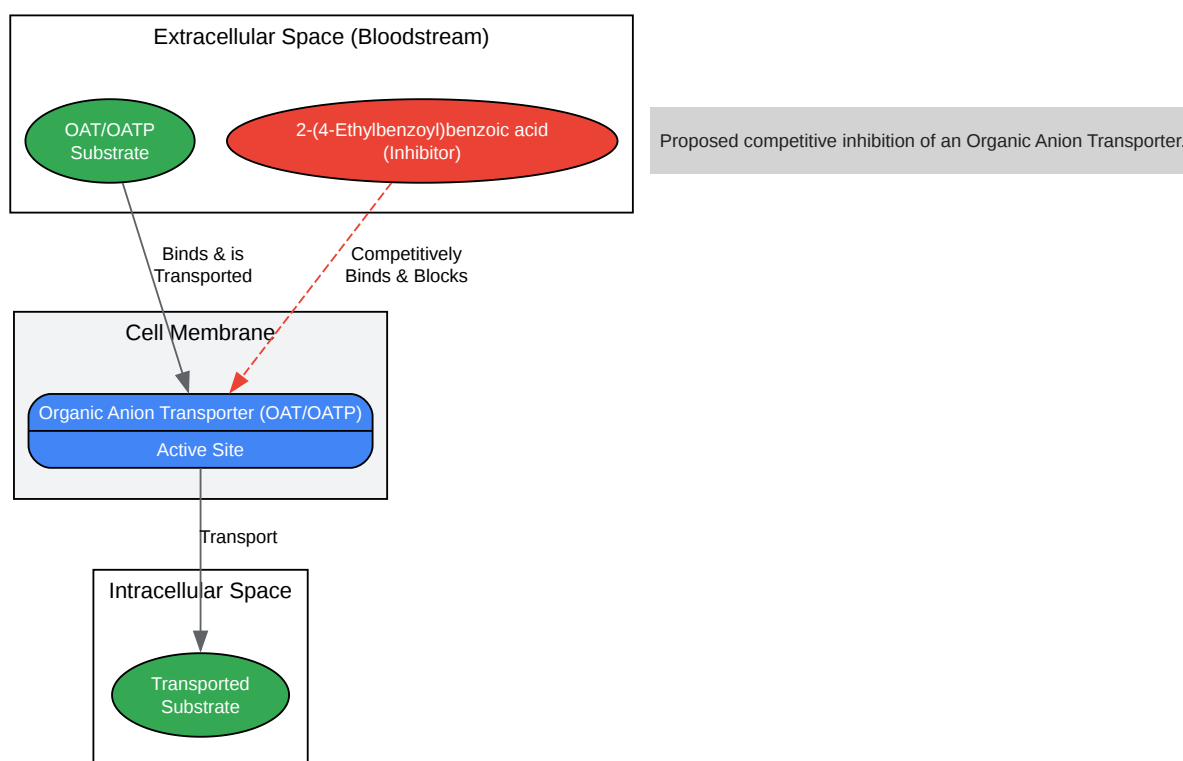 Extracellular Space (Bloodstream)
OAT/OATP
Substrate
2-(4-Ethylbenzoyl)benzoic acid
(Inhibitor)
Proposed competitive inhibition of an Organic Anion Transporter.
Binds & is
Transported
Competitively
Binds & Blocks
Cell Membrane
Organic Anion Transporter (OAT/OATP)
Active Site
Transport
Intracellular Space
Transported
Substrate